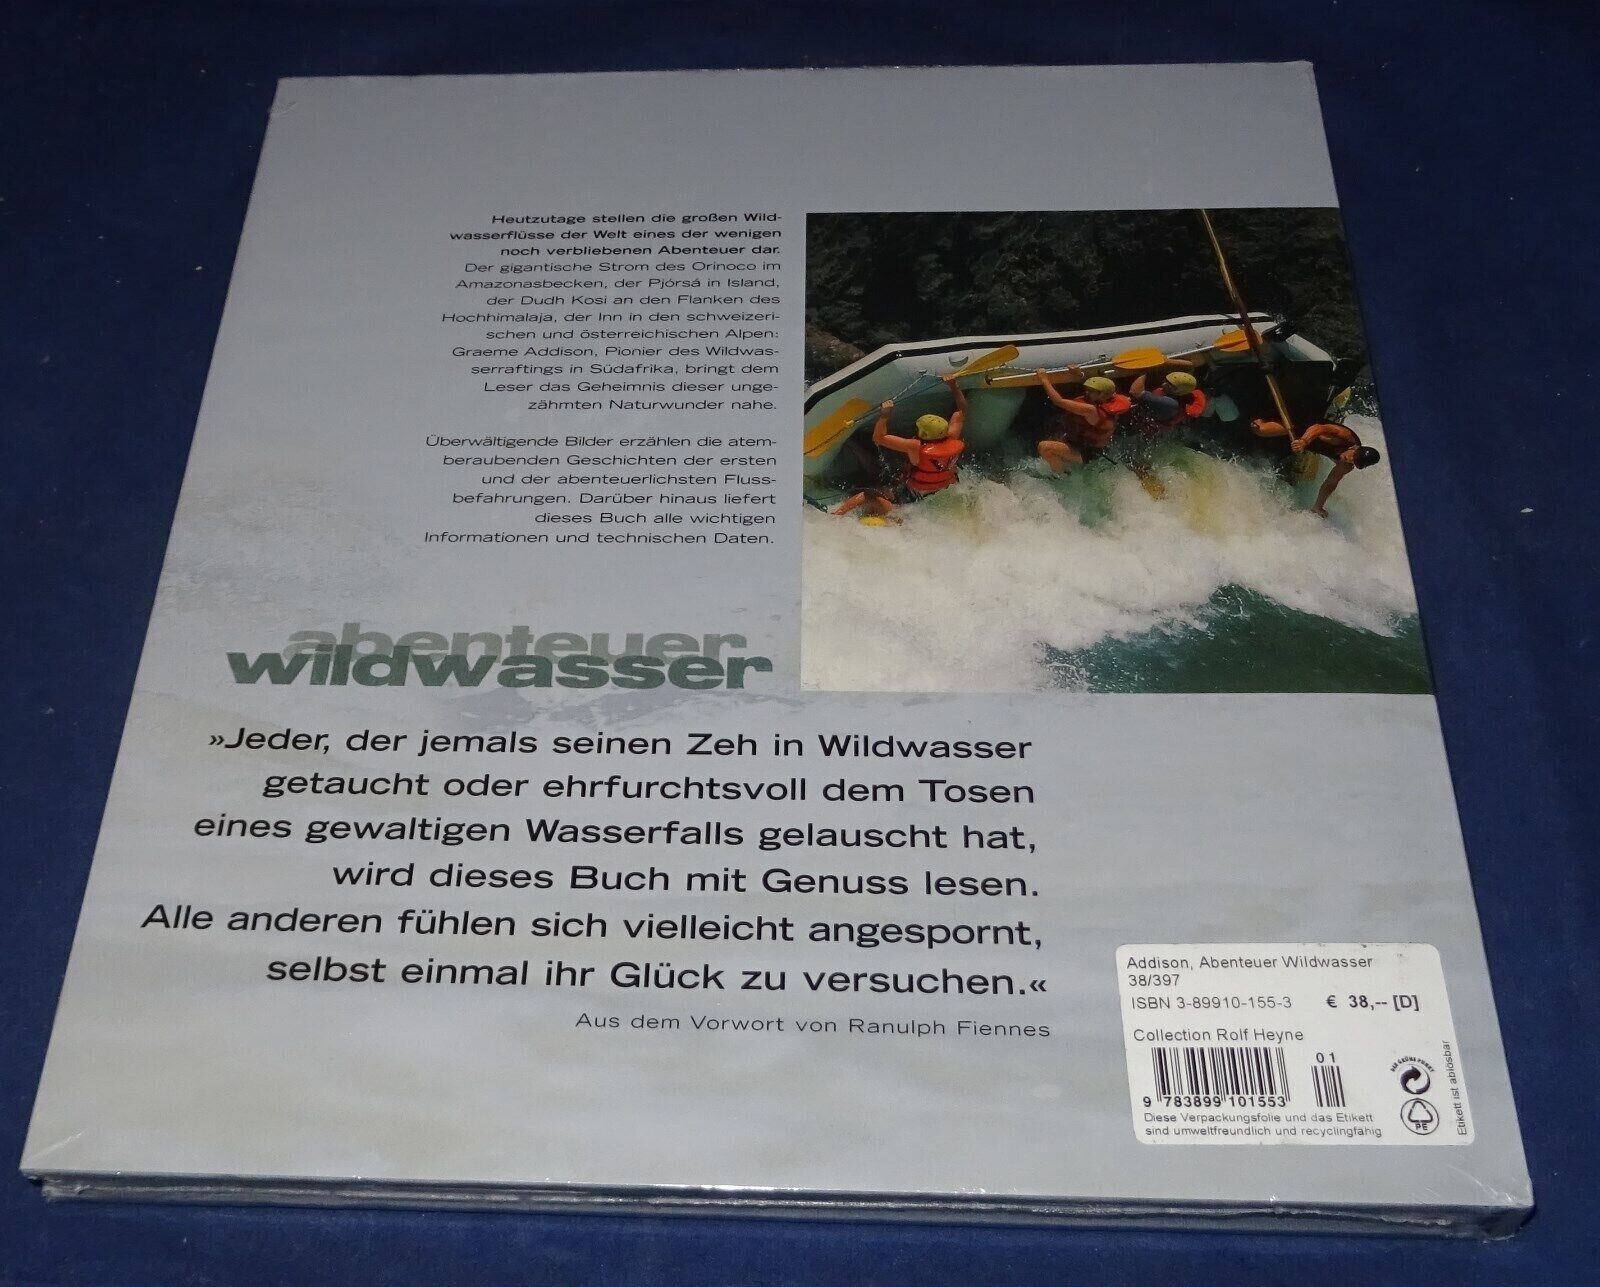 Heutzutage stellen die großen Wild-
wasserflüsse der Welt eines der wenigen
noch verbliebenen Abenteuer dar.
Der gigantische Strom des Orinoco im
Amazonasbecken, der Pjórsá in Island,
der Dudh Kosi an den Flanken des
Hochhimalaja, der Inn in den schweizeri-
schen und österreichischen Alpen:
Graeme Addison, Pionier des Wildwas-
serraftings in Südafrika, bringt dem
Leser das Geheimnis dieser unge-
zähmten Naturwunder nahe.
Überwältigende Bilder erzählen die atem-
beraubenden Geschichten der ersten
und der abenteuerlichsten Fluss-
befahrungen. Darüber hinaus liefert
dieses Buch alle wichtigen
Informationen und technischen Daten.
abenteuer
wildwasser
»Jeder, der jemals seinen Zeh in Wildwasser
getaucht oder ehrfurchtsvoll dem Tosen
eines gewaltigen Wasserfalls gelauscht hat,
wird dieses Buch mit Genuss lesen.
Alle anderen fühlen sich vielleicht angespornt,
selbst einmal ihr Glück zu versuchen.«
Aus dem Vorwort von Ranulph Fiennes
Addison, Abenteuer Wildwasser
38/397
ISBN 3-89910-155-3 € 38,-- [D]
Collection Rolf Heyne
01
9 783899 101553
Diese Verpackungsfolie und das Etikett
sind umweltfreundlich und recyclingfähig
DER GRÜNE PUNKT
PE
Etikett ist ablösbar